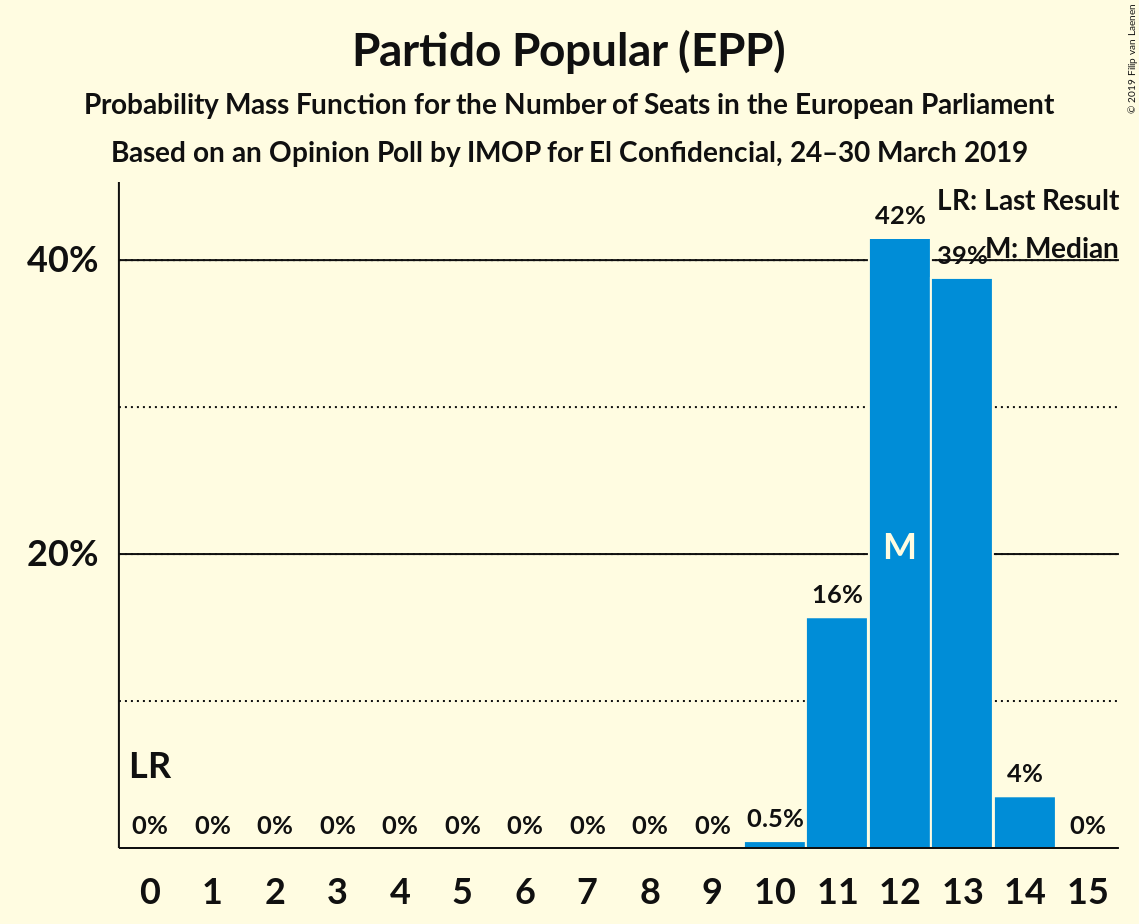 Partido Popular (EPP)
Probability Mass Function for the Number of Seats in the European Parliament
Based on an Opinion Poll by IMOP for El Confidencial, 24–30 March 2019
© 2019 Filip van Laenen
LR: Last Result
M: Median
42%
39%
40%
20%
M
16%
LR
4%
0% 0% 0% 0% 0% 0% 0% 0% 0% 0% 0.5% 0%
0 1 2 3 4 5 6 7 8 9 10 11 12 13 14 15